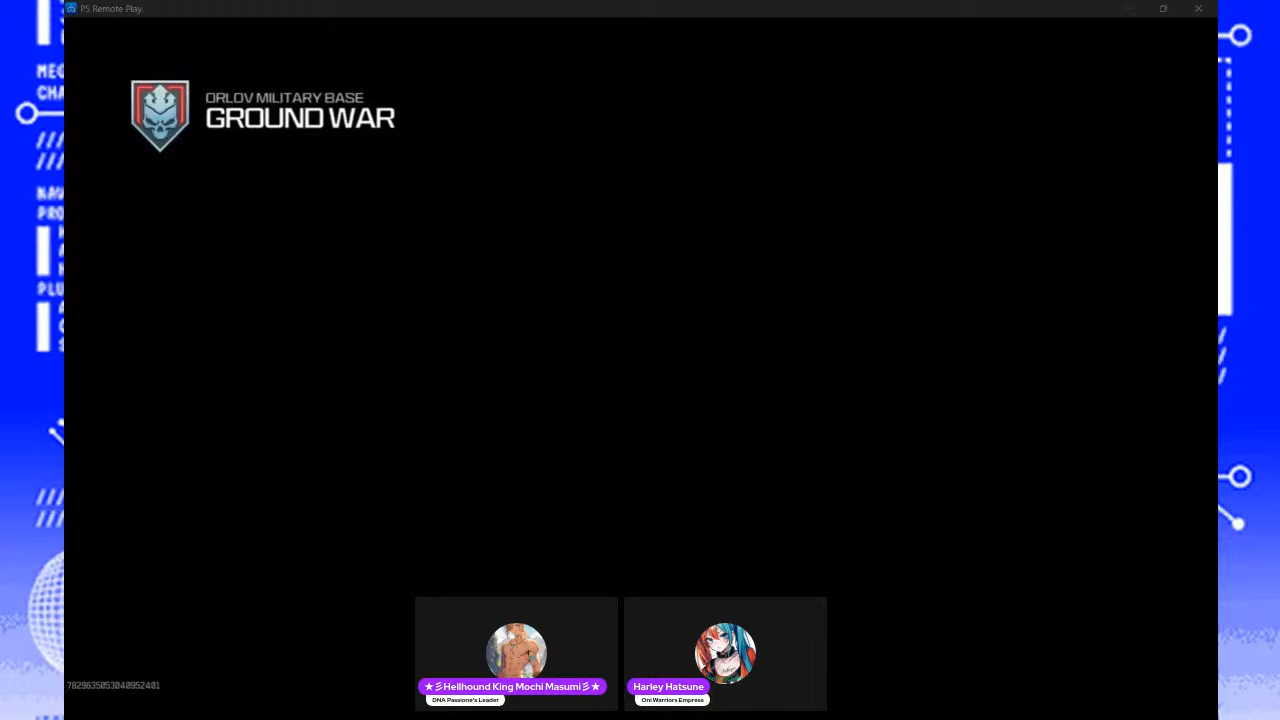 PS Remote Play
ORLOV MILITARY BASE
GROUND WAR
★彡Hellhound King Mochi Masumi彡★
DNA Passione's Leader
Harley Hatsune
Oni Warriors Empress
7829635053040952401